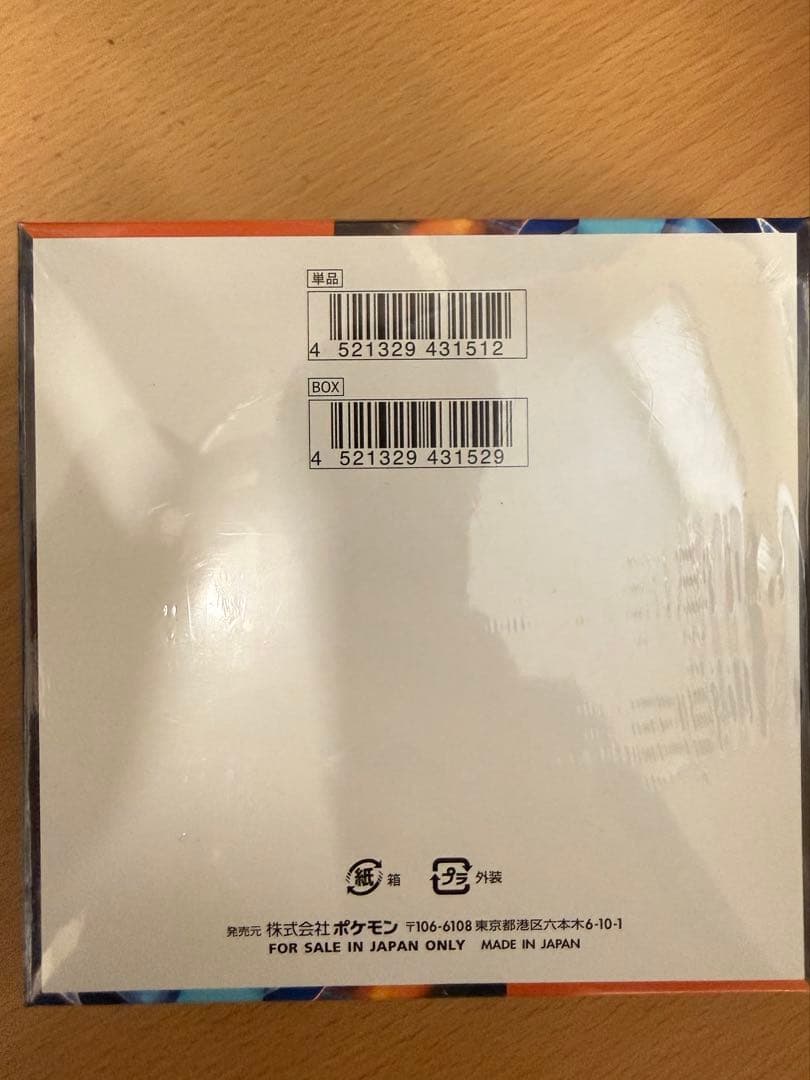 単品
4 521329 431512
BOX
4 521329 431529
紙 箱 プラ 外装
発売元 株式会社ポケモン 〒106-6108 東京都港区六本木6-10-1
FOR SALE IN JAPAN ONLY MADE IN JAPAN